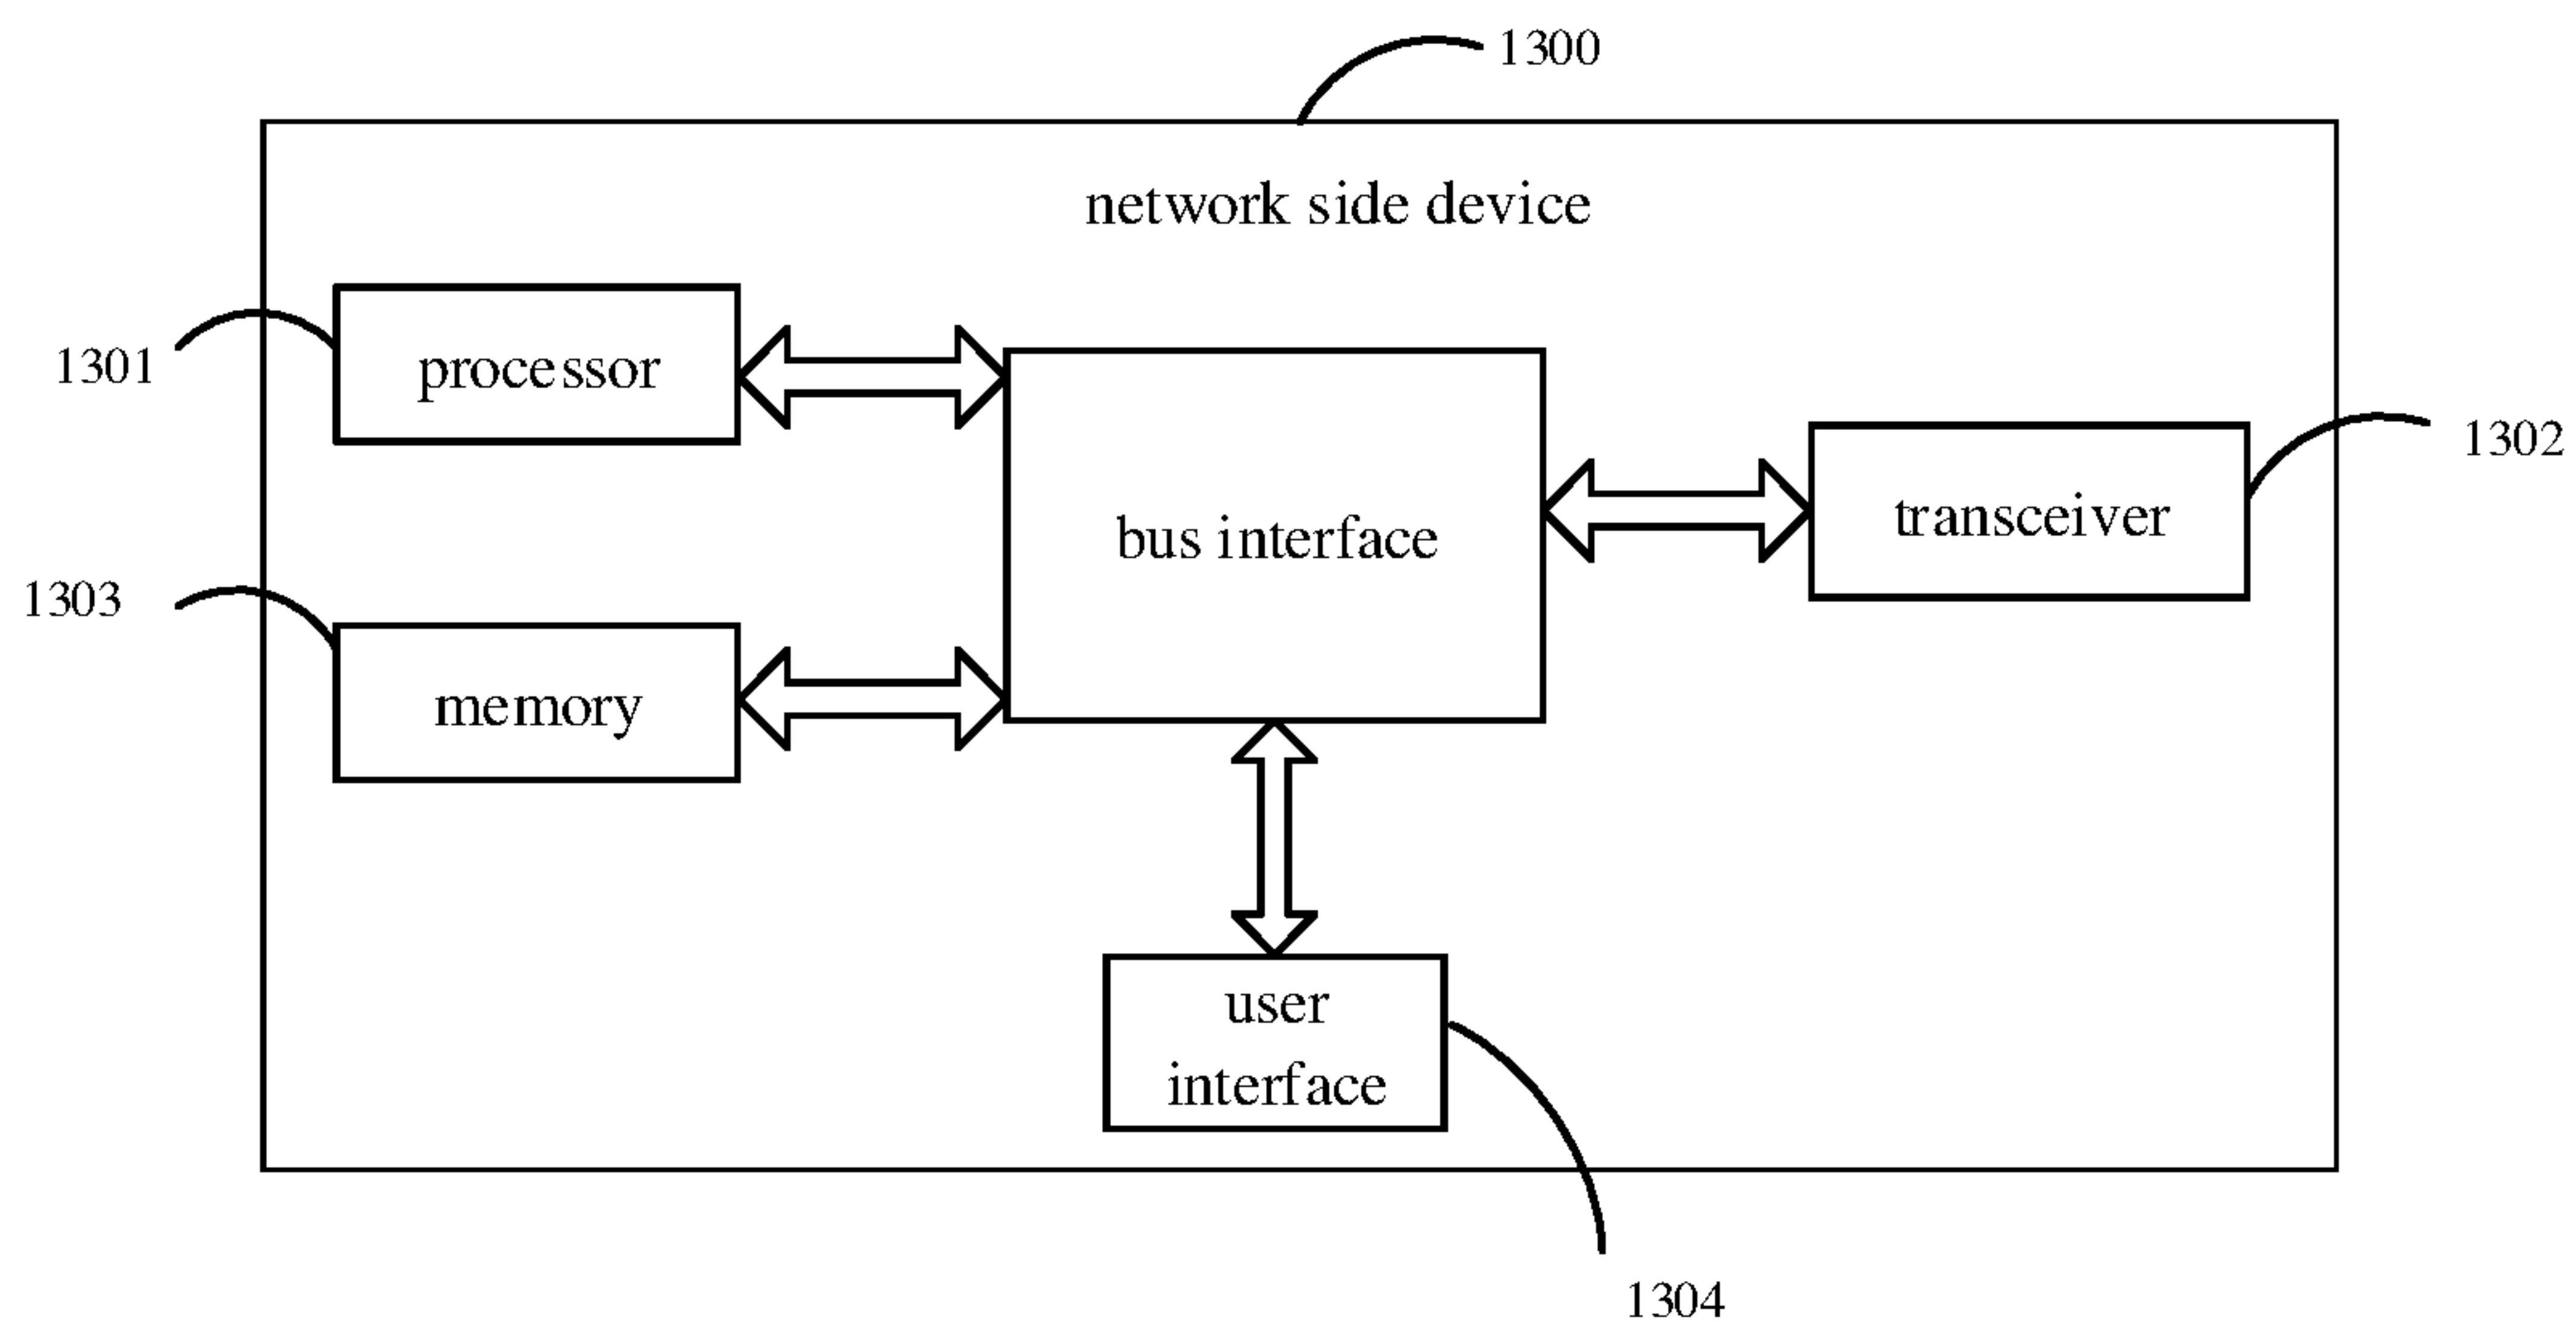 1300
network side device
1301
processor
bus interface
1302
transceiver
1303
memory
user
interface
1304